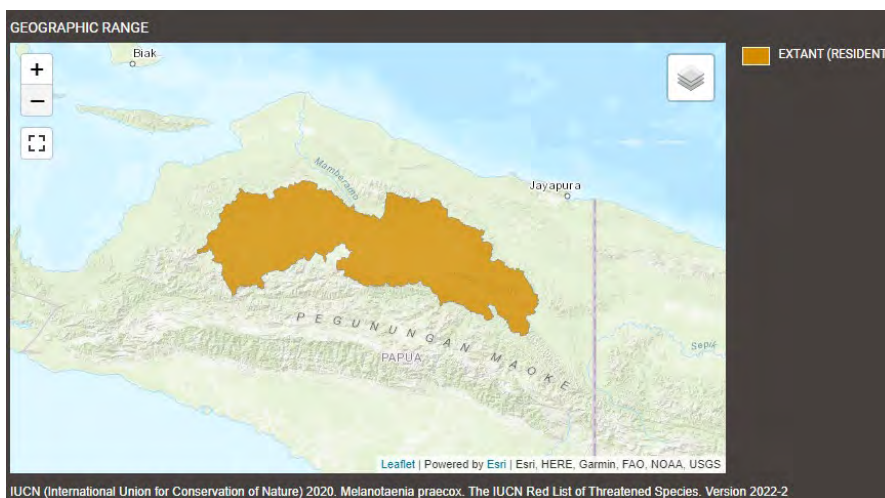 GEOGRAPHIC RANGE
Biak
+
−
EXTANT (RESIDENT
Mamberamo
Jayapura
PEGUNUNGAN MAOKE
PAPUA
Sepik
Leaflet | Powered by Esri | Esri, HERE, Garmin, FAO, NOAA, USGS
IUCN (International Union for Conservation of Nature) 2020. Melanotaenia praecox. The IUCN Red List of Threatened Species. Version 2022-2